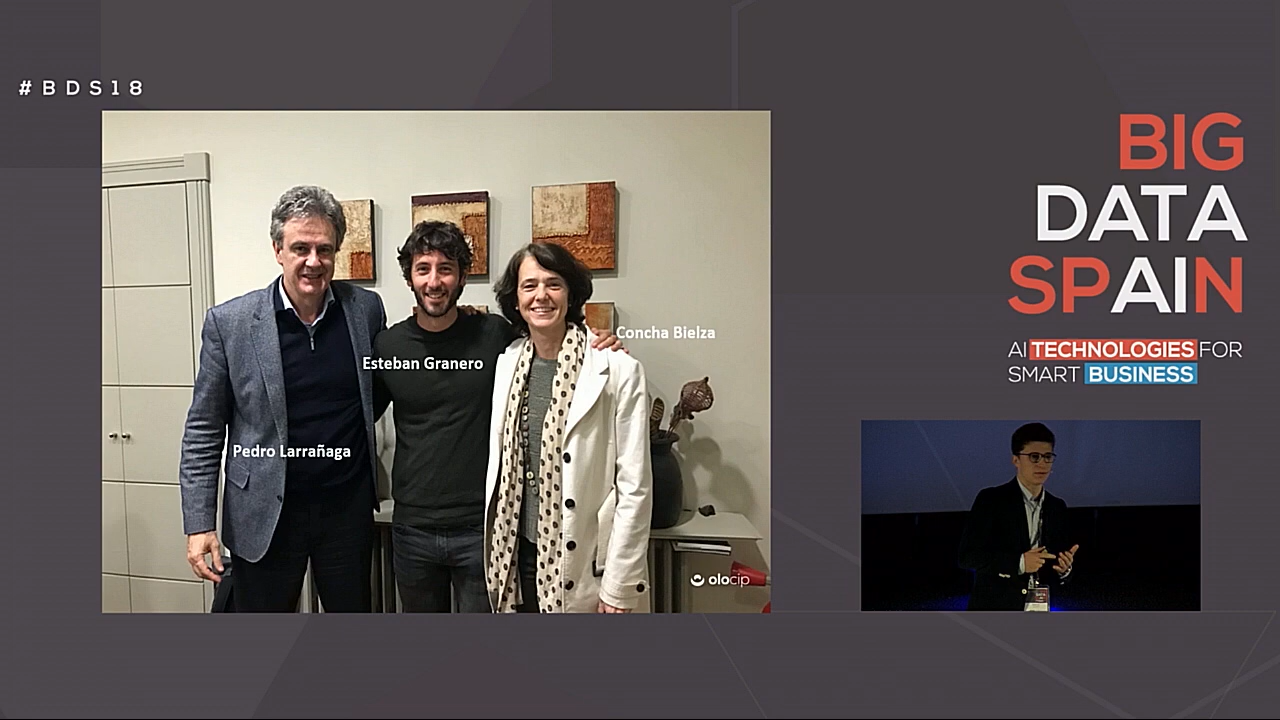 #BDS18
BIG
DATA
SPAIN
AI TECHNOLOGIES FOR
SMART BUSINESS
Concha Bielza
Esteban Granero
Pedro Larrañaga
olocip